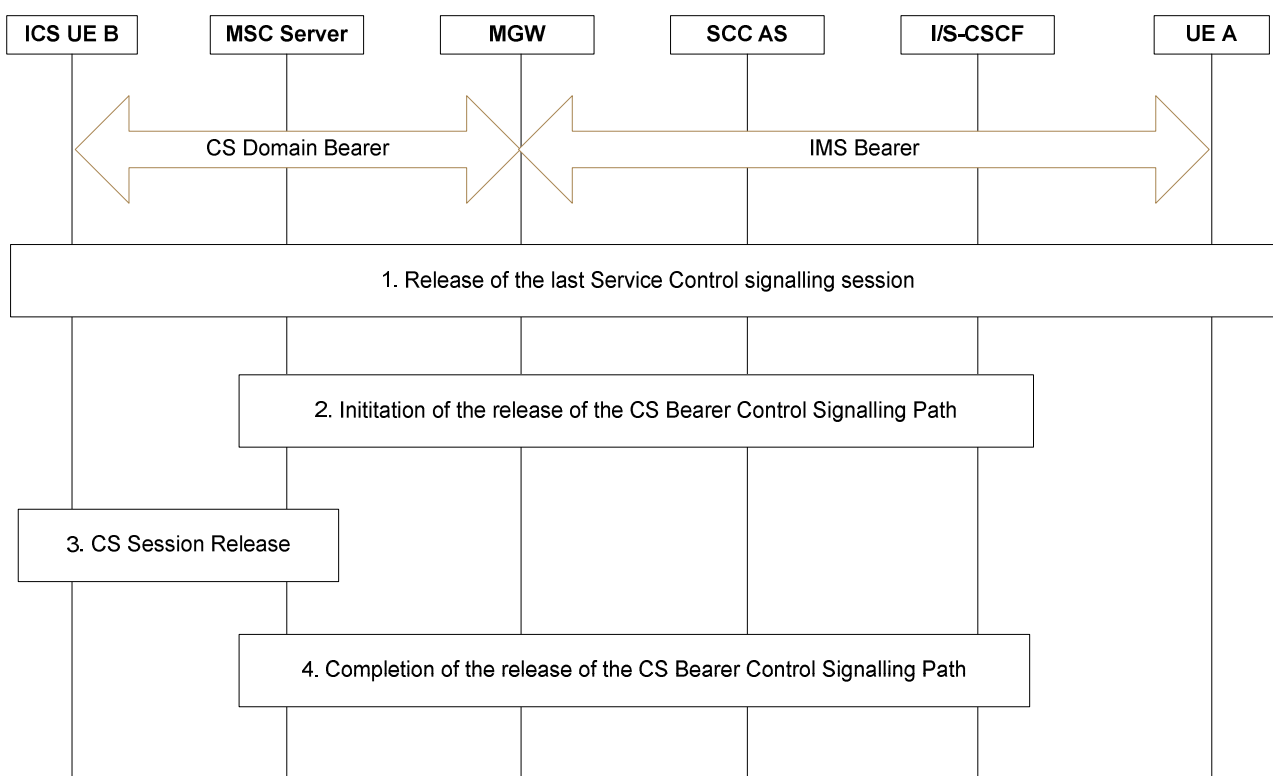 ICS UE B
MSC Server
MGW
SCC AS
I/S-CSCF
UE A
CS Domain Bearer
IMS Bearer
1. Release of the last Service Control signalling session
2. Inititation of the release of the CS Bearer Control Signalling Path
3. CS Session Release
4. Completion of the release of the CS Bearer Control Signalling Path